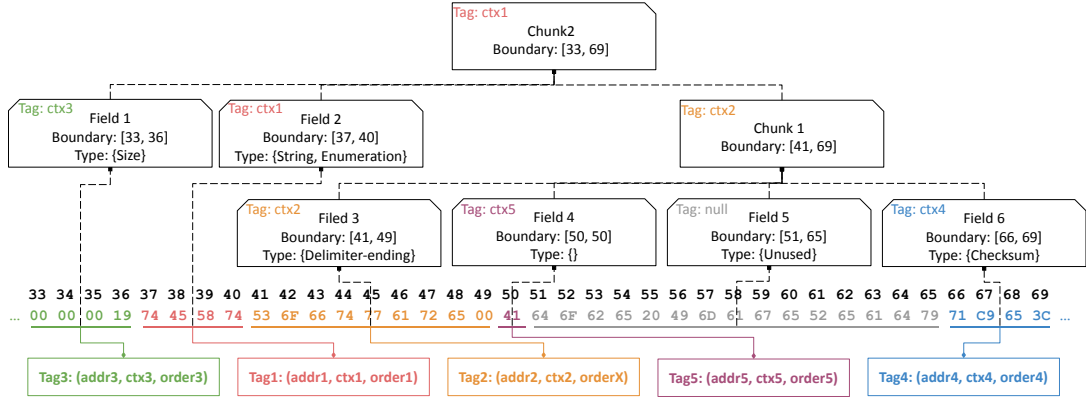 Tag: ctx1
Chunk2
Boundary: [33, 69]
Tag: ctx3
Field 1
Boundary: [33, 36]
Type: {Size}
Tag: ctx1
Field 2
Boundary: [37, 40]
Type: {String, Enumeration}
Tag: ctx2
Chunk 1
Boundary: [41, 69]
Tag: ctx2
Filed 3
Boundary: [41, 49]
Type: {Delimiter-ending}
Tag: ctx5
Field 4
Boundary: [50, 50]
Type: {}
Tag: null
Field 5
Boundary: [51, 65]
Type: {Unused}
Tag: ctx4
Field 6
Boundary: [66, 69]
Type: {Checksum}
33 34 35 36 37 38 39 40 41 42 43 44 45 46 47 48 49 50 51 52 53 54 55 56 57 58 59 60 61 62 63 64 65 66 67 68 69
... 00 00 00 19 74 45 58 74 53 6F 66 74 77 61 72 65 00 41 64 6F 62 65 20 49 6D 61 67 65 52 65 61 64 79 71 C9 65 3C ...
Tag3: (addr3, ctx3, order3)
Tag1: (addr1, ctx1, order1)
Tag2: (addr2, ctx2, orderX)
Tag5: (addr5, ctx5, order5)
Tag4: (addr4, ctx4, order4)